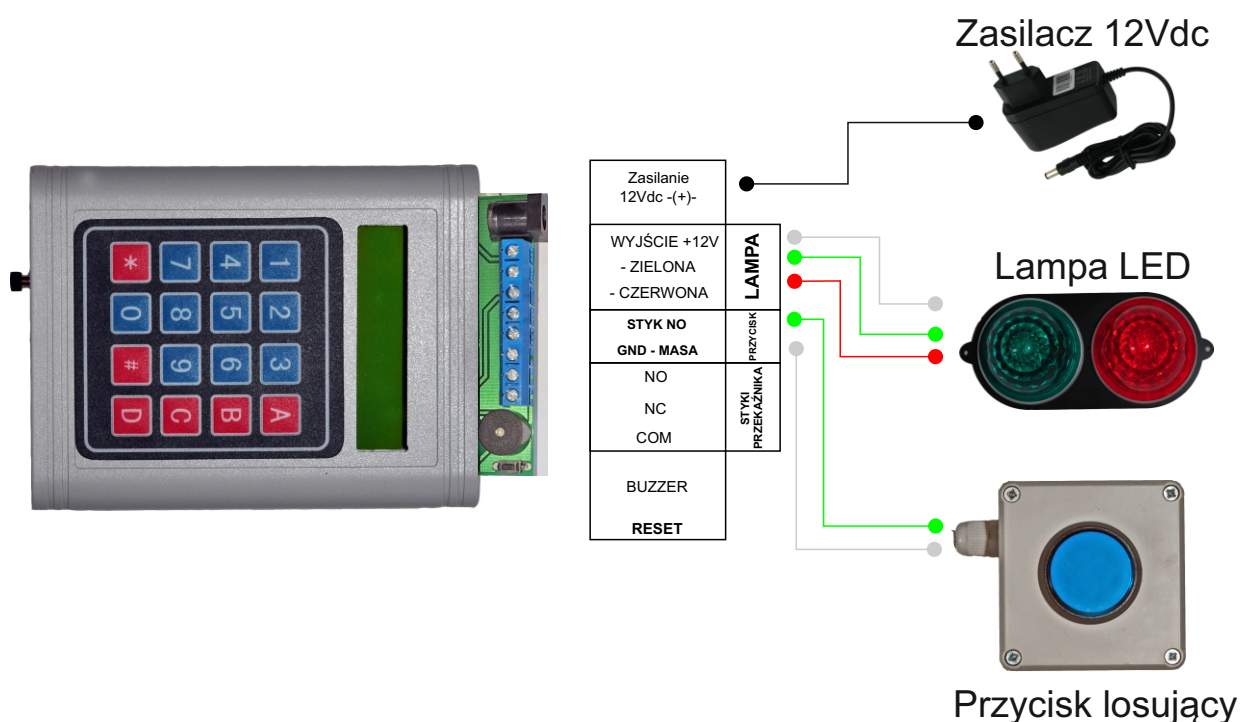 Zasilacz 12Vdc
Zasilanie
12Vdc -(+)-
WYJŚCIE +12V
- ZIELONA
- CZERWONA
LAMPA
STYK NO
GND - MASA
PRZYCISK
NO
NC
COM
STYKI
PRZEKAŹNIKA
BUZZER
RESET
Lampa LED
Przycisk losujący
1 2 3 A
4 5 6 B
7 8 9 C
* 0 # D